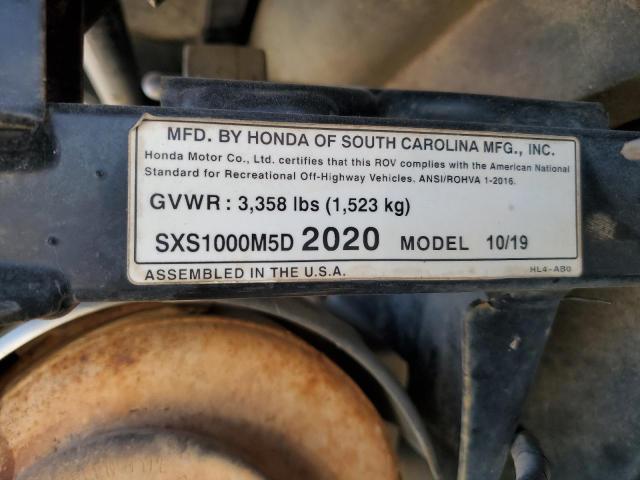 MFD. BY HONDA OF SOUTH CAROLINA MFG., INC.
Honda Motor Co., Ltd. certifies that this ROV complies with the American National
Standard for Recreational Off-Highway Vehicles. ANSI/ROHVA 1-2016.
GVWR : 3,358 lbs (1,523 kg)
SXS1000M5D 2020 MODEL 10/19
ASSEMBLED IN THE U.S.A. HL4-AB0